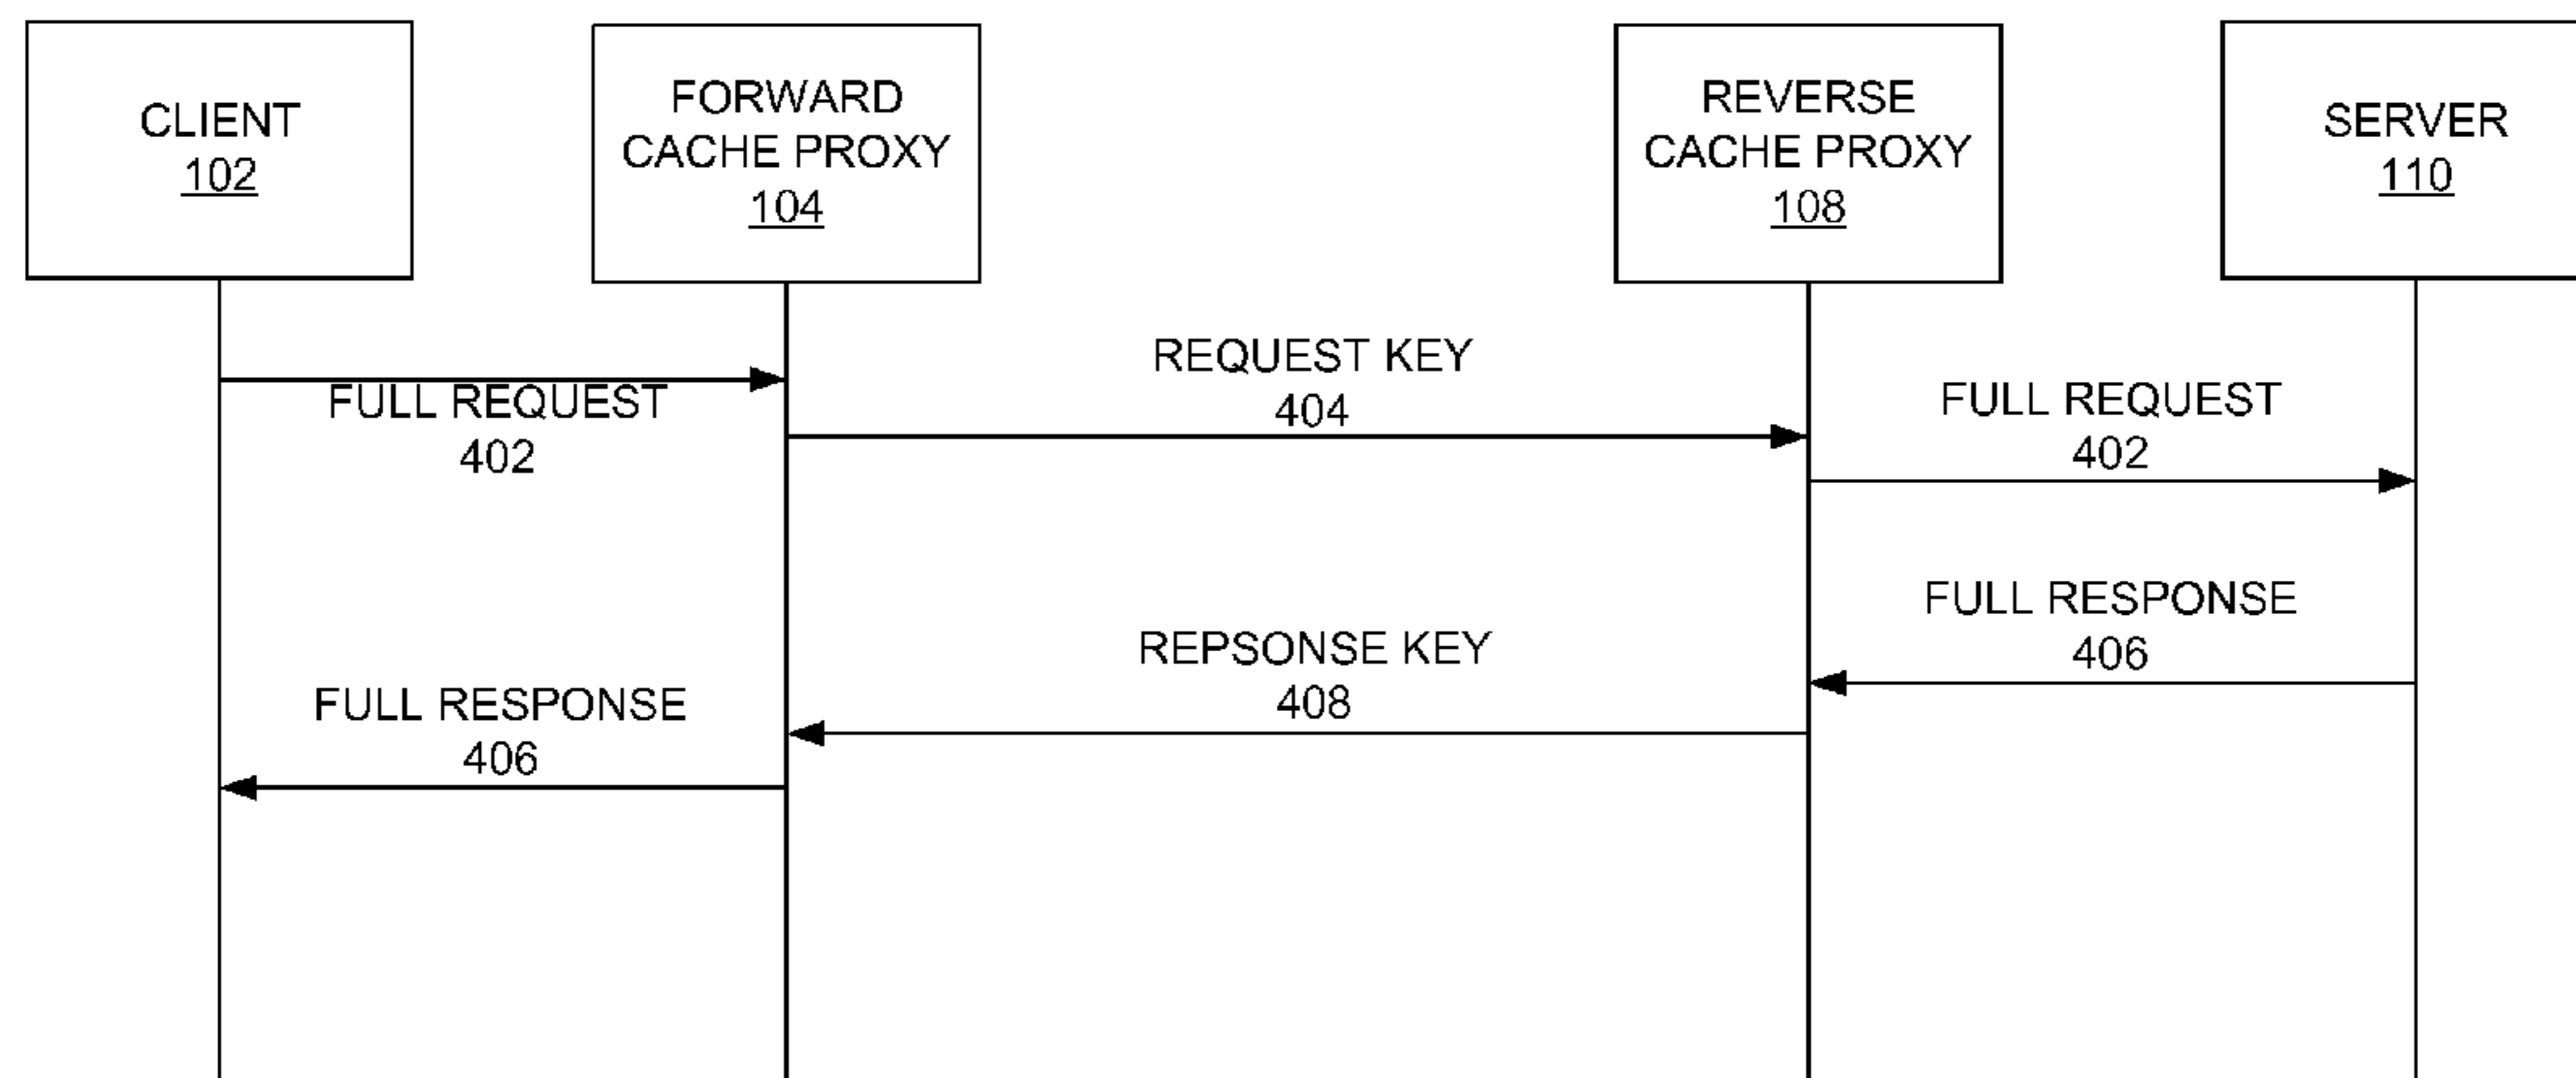 CLIENT
102
FORWARD
CACHE PROXY
104
REVERSE
CACHE PROXY
108
SERVER
110
FULL REQUEST
402
REQUEST KEY
404
FULL REQUEST
402
FULL RESPONSE
406
REPSONSE KEY
408
FULL RESPONSE
406